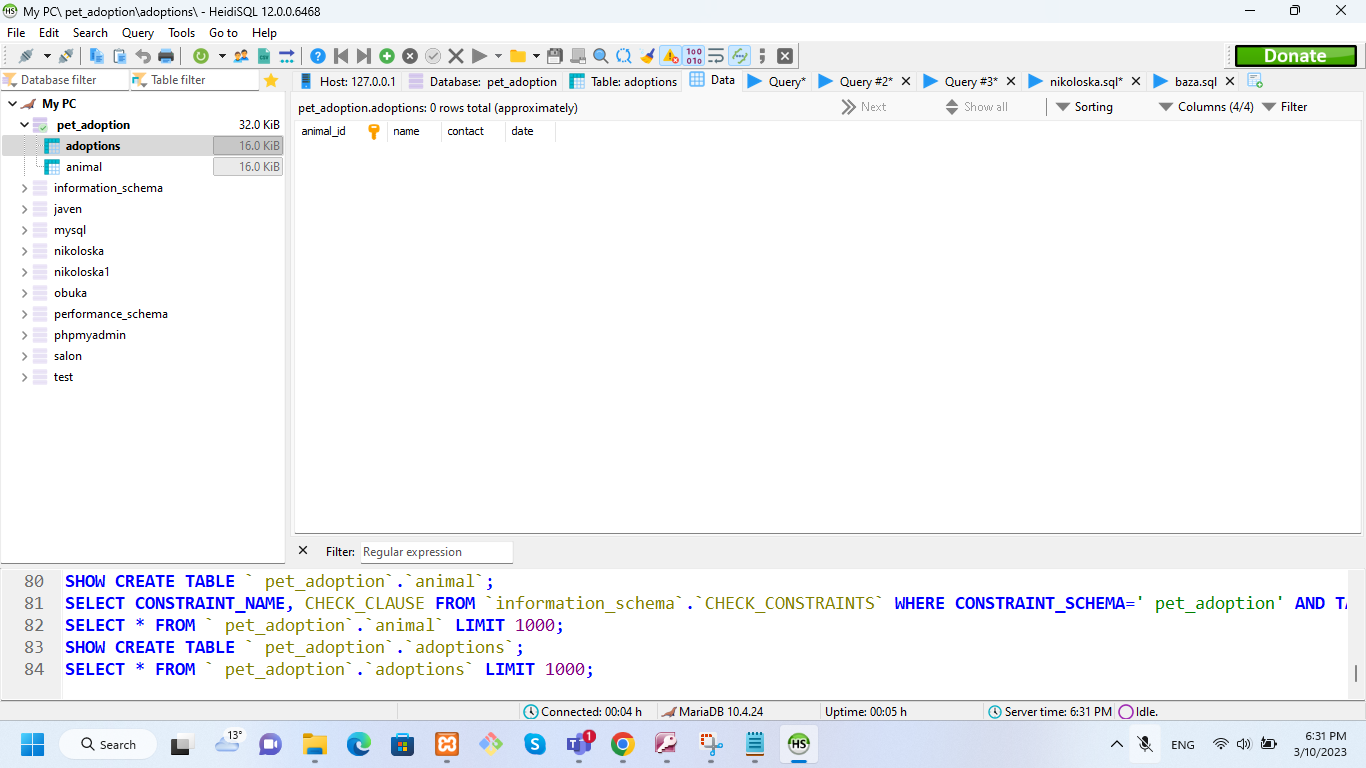 My PC\ pet_adoption\adoptions\ - HeidiSQL 12.0.0.6468
File Edit Search Query Tools Go to Help
Donate
Database filter Table filter
Host: 127.0.0.1 Database: pet_adoption Table: adoptions Data Query* Query #2* Query #3* nikoloska.sql* baza.sql
My PC
pet_adoption 32.0 KiB
adoptions 16.0 KiB
animal 16.0 KiB
information_schema
javen
mysql
nikoloska
nikoloska1
obuka
performance_schema
phpmyadmin
salon
test
pet_adoption.adoptions: 0 rows total (approximately) Next Show all Sorting Columns (4/4) Filter
animal_id name contact date
Filter: Regular expression
80 SHOW CREATE TABLE ` pet_adoption`.`animal`;
81 SELECT CONSTRAINT_NAME, CHECK_CLAUSE FROM `information_schema`.`CHECK_CONSTRAINTS` WHERE CONSTRAINT_SCHEMA=' pet_adoption' AND TA
82 SELECT * FROM ` pet_adoption`.`animal` LIMIT 1000;
83 SHOW CREATE TABLE ` pet_adoption`.`adoptions`;
84 SELECT * FROM ` pet_adoption`.`adoptions` LIMIT 1000;
Connected: 00:04 h MariaDB 10.4.24 Uptime: 00:05 h Server time: 6:31 PM Idle.
Search 13° 1 HS ENG 6:31 PM
3/10/2023